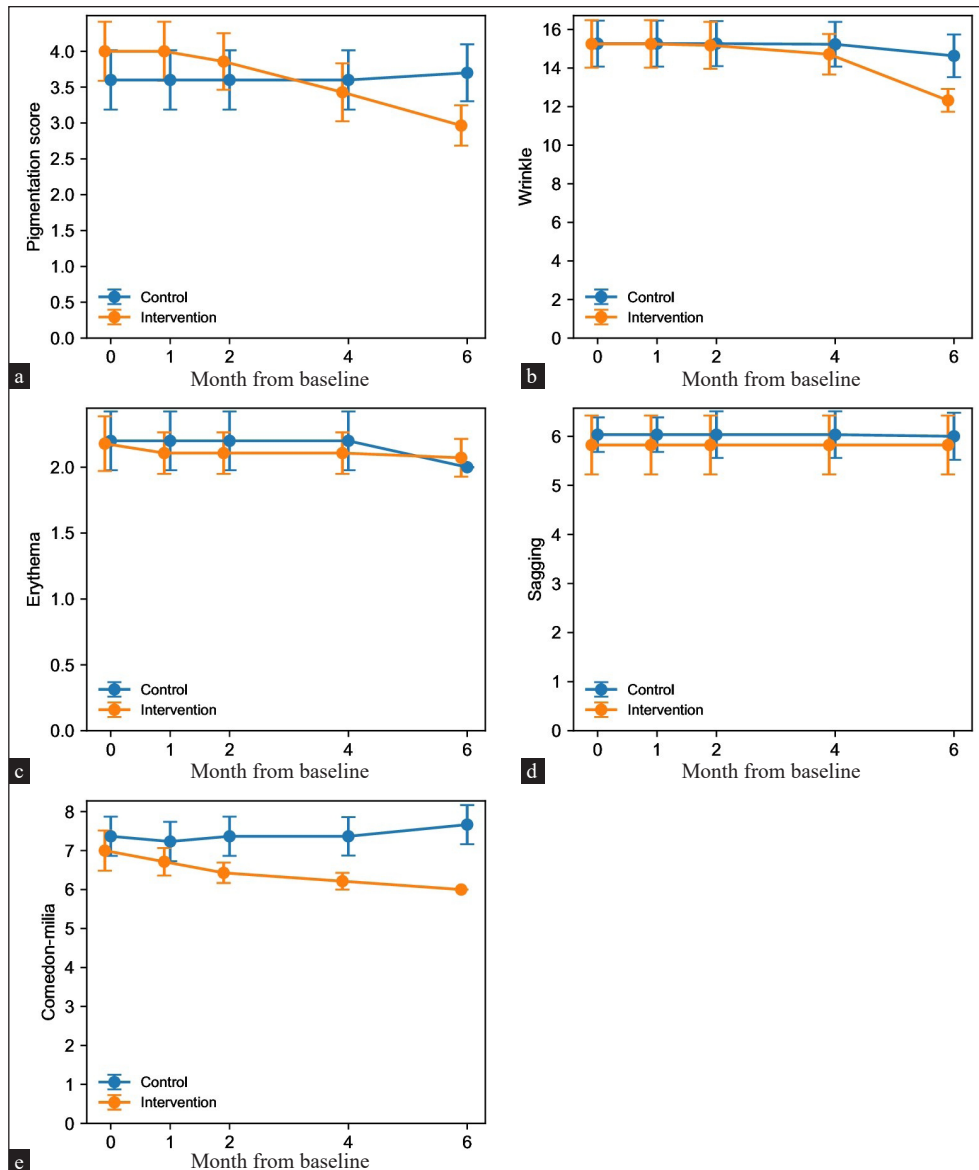 4.0
3.5
3.0
2.5
2.0
1.5
1.0
0.5
0.0
Pigmentation score
Control
Intervention
0 1 2 4 6
a
Month from baseline
16
14
12
10
8
6
4
2
0
Wrinkle
Control
Intervention
0 1 2 4 6
b
Month from baseline
2.0
1.5
1.0
0.5
0.0
Erythema
Control
Intervention
0 1 2 4 6
c
Month from baseline
6
5
4
3
2
1
0
Sagging
Control
Intervention
0 1 2 4 6
d
Month from baseline
8
7
6
5
4
3
2
1
0
Comedon-milia
Control
Intervention
0 1 2 4 6
e
Month from baseline